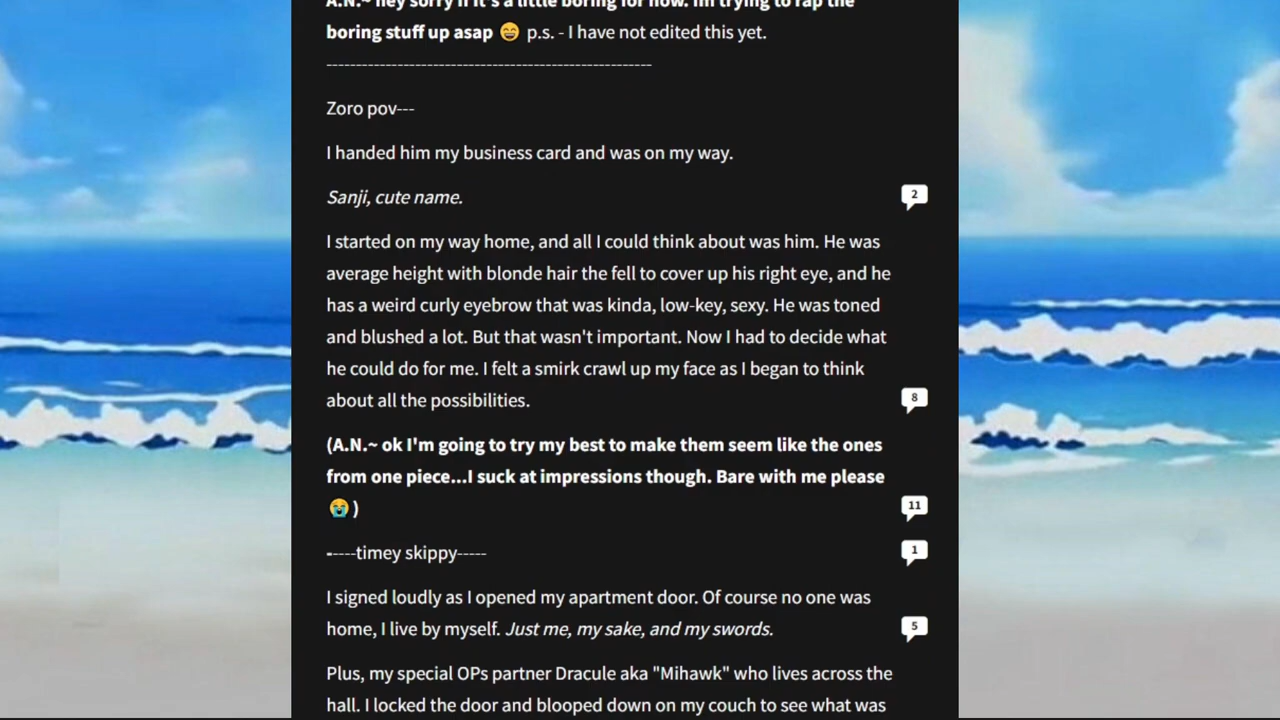 A.N.~ hey sorry if it's a little boring for now. Im trying to rap the
boring stuff up asap 😄 p.s. - I have not edited this yet.
-------------------------------------------------------
Zoro pov---
I handed him my business card and was on my way.
Sanji, cute name.
2
I started on my way home, and all I could think about was him. He was
average height with blonde hair the fell to cover up his right eye, and he
has a weird curly eyebrow that was kinda, low-key, sexy. He was toned
and blushed a lot. But that wasn't important. Now I had to decide what
he could do for me. I felt a smirk crawl up my face as I began to think
about all the possibilities.
8
(A.N.~ ok I'm going to try my best to make them seem like the ones
from one piece...I suck at impressions though. Bare with me please
😭)
11
-----timey skippy-----
1
I signed loudly as I opened my apartment door. Of course no one was
home, I live by myself. Just me, my sake, and my swords.
5
Plus, my special OPs partner Dracule aka "Mihawk" who lives across the
hall. I locked the door and blooped down on my couch to see what was